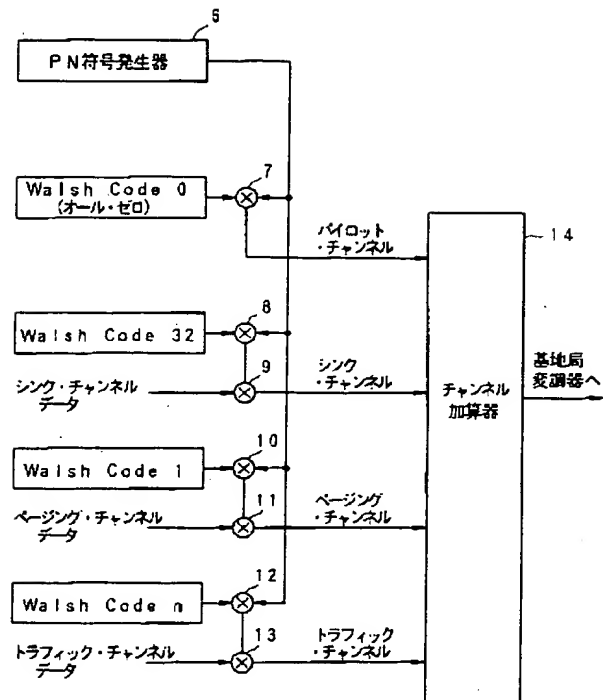 6
PN符号発生器
7
Walsh Code 0
(オール・ゼロ)
パイロット
・チャンネル
14
8
Walsh Code 32
9
シンク・チャンネル
データ
シンク
・チャンネル
チャンネル
加算器
基地局
変調器へ
10
Walsh Code 1
11
ページング・チャンネル
データ
ページング
・チャンネル
12
Walsh Code n
13
トラフィック・チャンネル
データ
トラフィック
・チャンネル